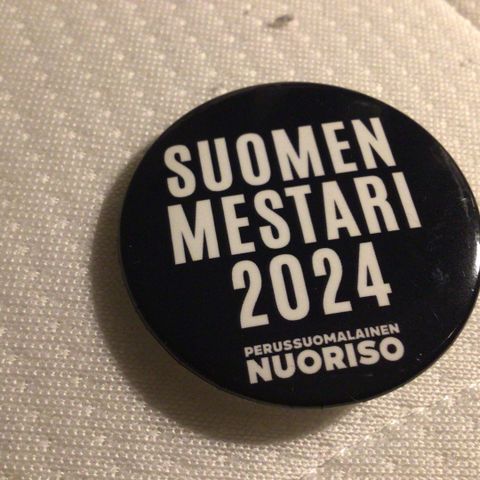 SUOMEN
MESTARI
2024
PERUSSUOMALAINEN
NUORISO